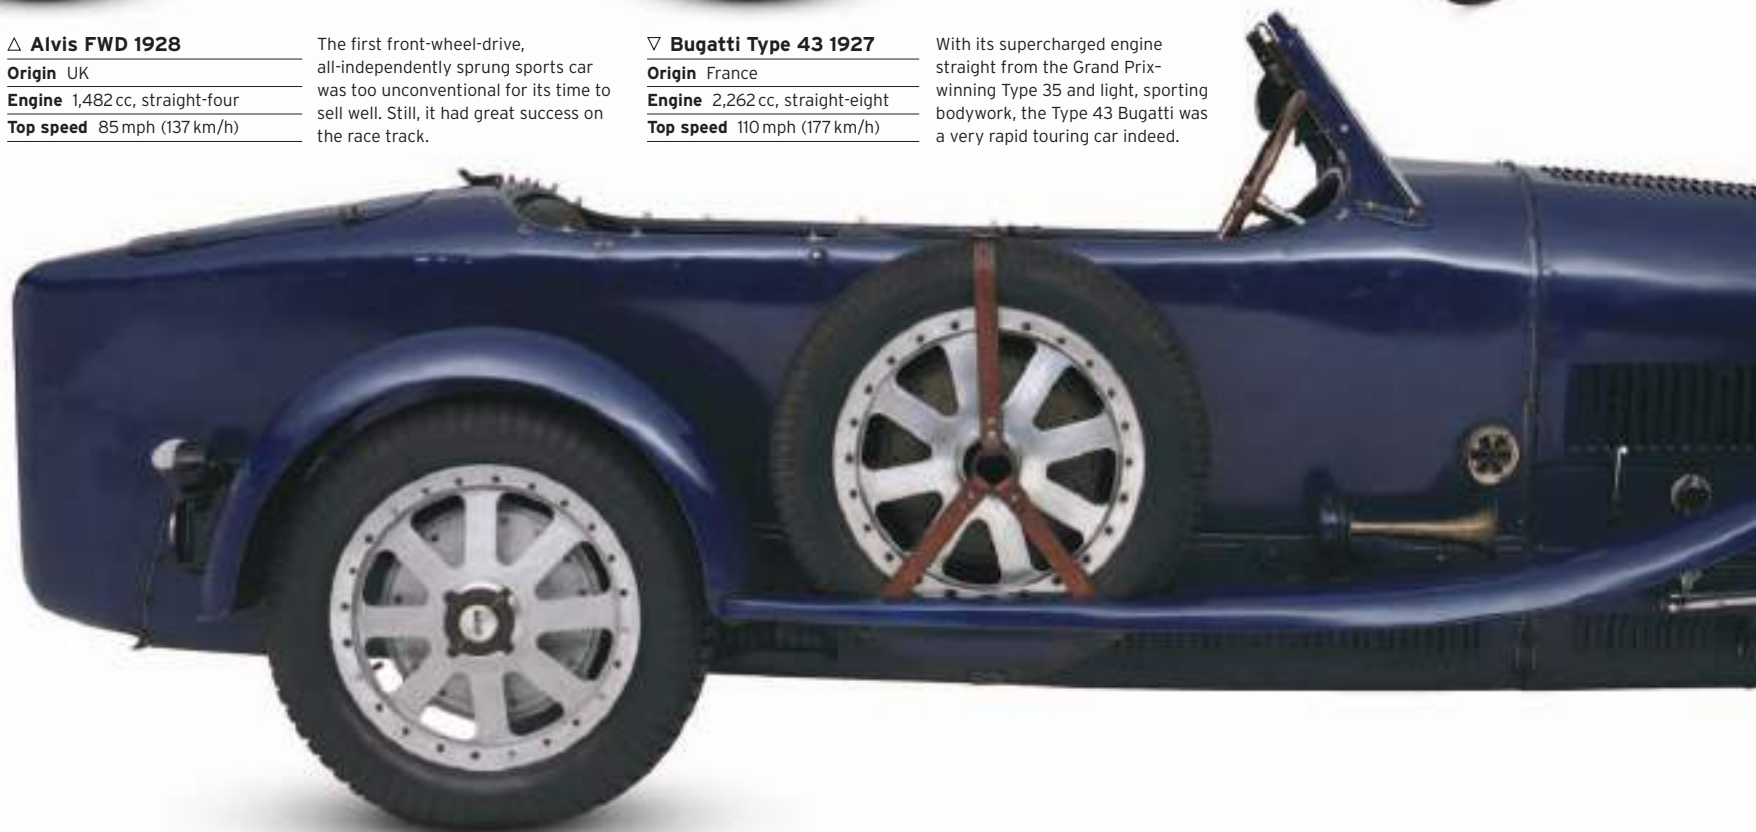 △ Alvis FWD 1928
Origin UK
Engine 1,482 cc, straight-four
Top speed 85 mph (137 km/h)
The first front-wheel-drive,
all-independently sprung sports car
was too unconventional for its time to
sell well. Still, it had great success on
the race track.
▽ Bugatti Type 43 1927
Origin France
Engine 2,262 cc, straight-eight
Top speed 110 mph (177 km/h)
With its supercharged engine
straight from the Grand Prix–
winning Type 35 and light, sporting
bodywork, the Type 43 Bugatti was
a very rapid touring car indeed.